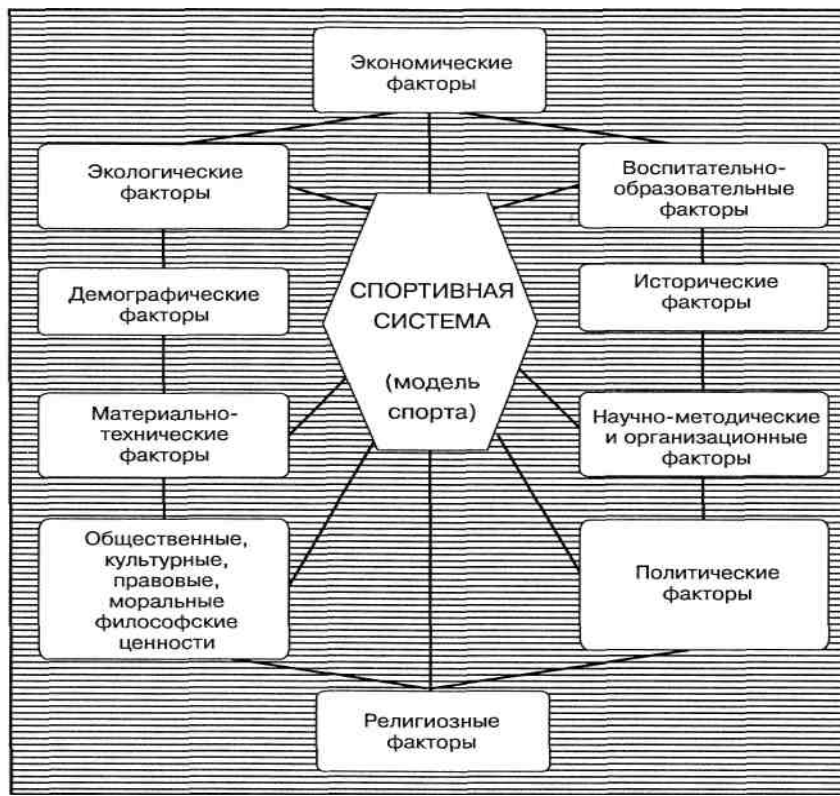 Экономические
факторы
Экологические
факторы
Воспитательно-
образовательные
факторы
СПОРТИВНАЯ
СИСТЕМА
(модель
спорта)
Демографические
факторы
Исторические
факторы
Материально-
технические
факторы
Научно-методические
и организационные
факторы
Общественные,
культурные,
правовые,
моральные
философские
ценности
Политические
факторы
Религиозные
факторы